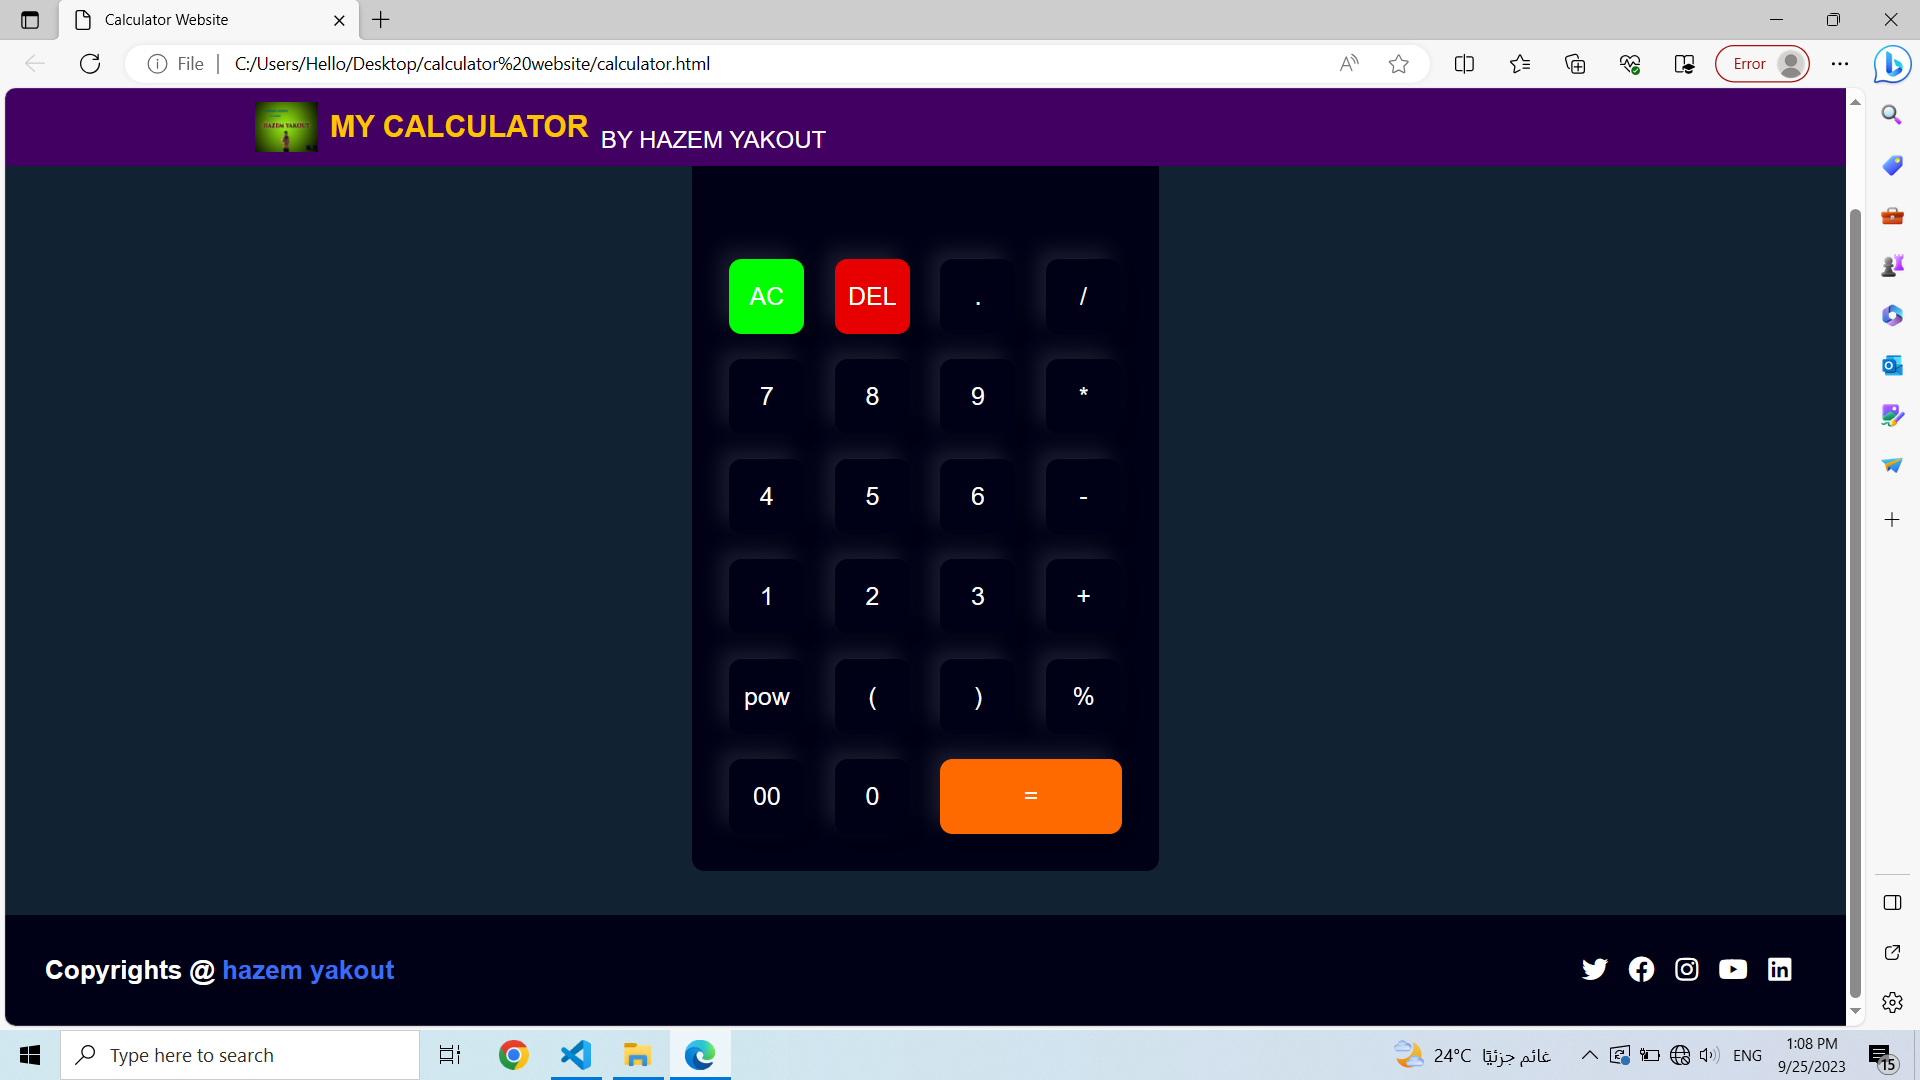 Calculator Website
File
C:/Users/Hello/Desktop/calculator%20website/calculator.html
Error
HAZEM YAKOUT
MY CALCULATOR BY HAZEM YAKOUT
AC DEL . /
7 8 9 *
4 5 6 -
1 2 3 +
pow ( ) %
00 0 =
Copyrights @ hazem yakout
Type here to search
24°C غائم جزئيًا
ENG
1:08 PM
9/25/2023
15